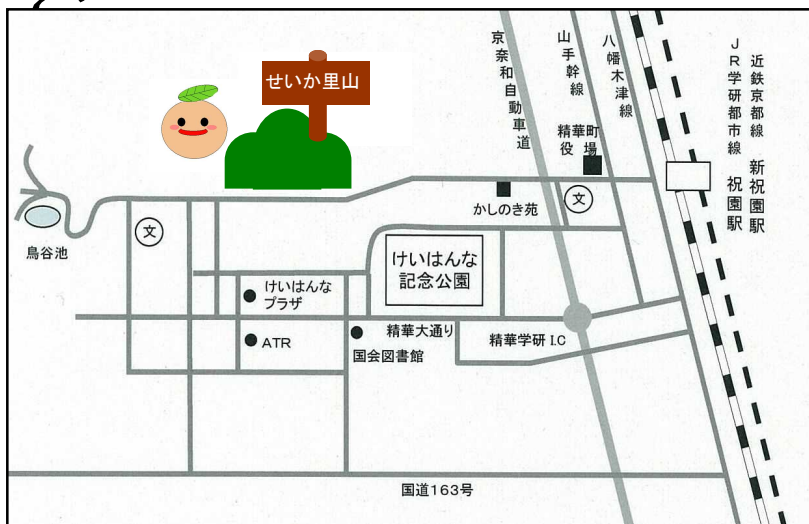 せいか里山
京奈和自動車道
山手幹線
八幡木津線
JR学研都市線 祝園駅
近鉄京都線 新祝園駅
精華町
役場
かしのき苑
文
文
鳥谷池
けいはんな
記念公園
けいはんな
プラザ
ATR
国会図書館
精華大通り
精華学研 I.C
国道163号